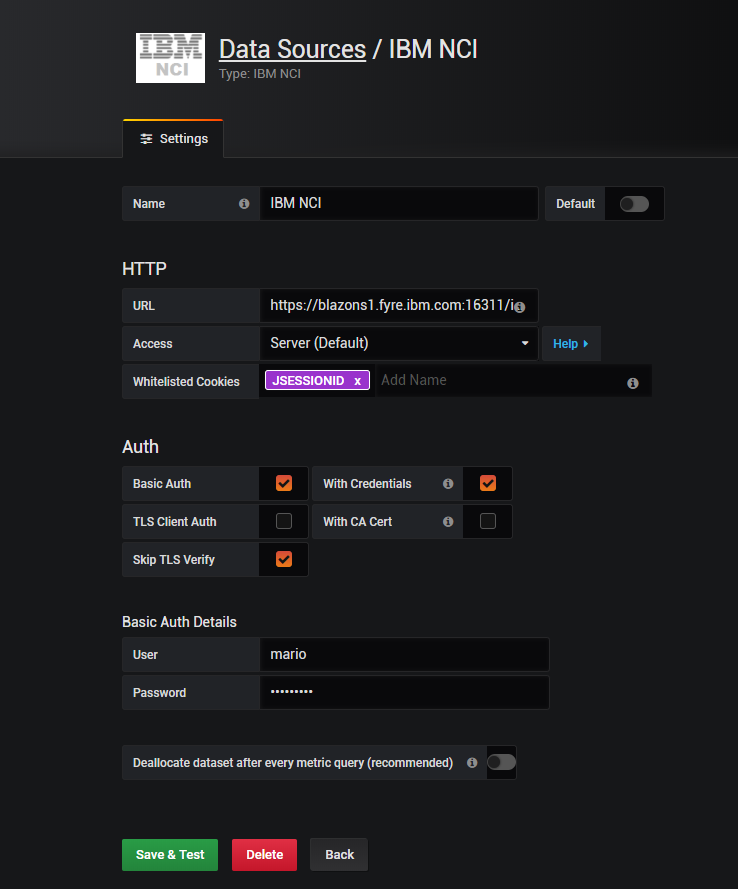 IBM
NCI
Data Sources / IBM NCI
Type: IBM NCI
Settings
Name IBM NCI Default
HTTP
URL https://blazons1.fyre.ibm.com:16311/i
Access Server (Default) Help
Whitelisted Cookies JSESSIONID x Add Name
Auth
Basic Auth With Credentials
TLS Client Auth With CA Cert
Skip TLS Verify
Basic Auth Details
User mario
Password •••••••••
Deallocate dataset after every metric query (recommended)
Save & Test Delete Back